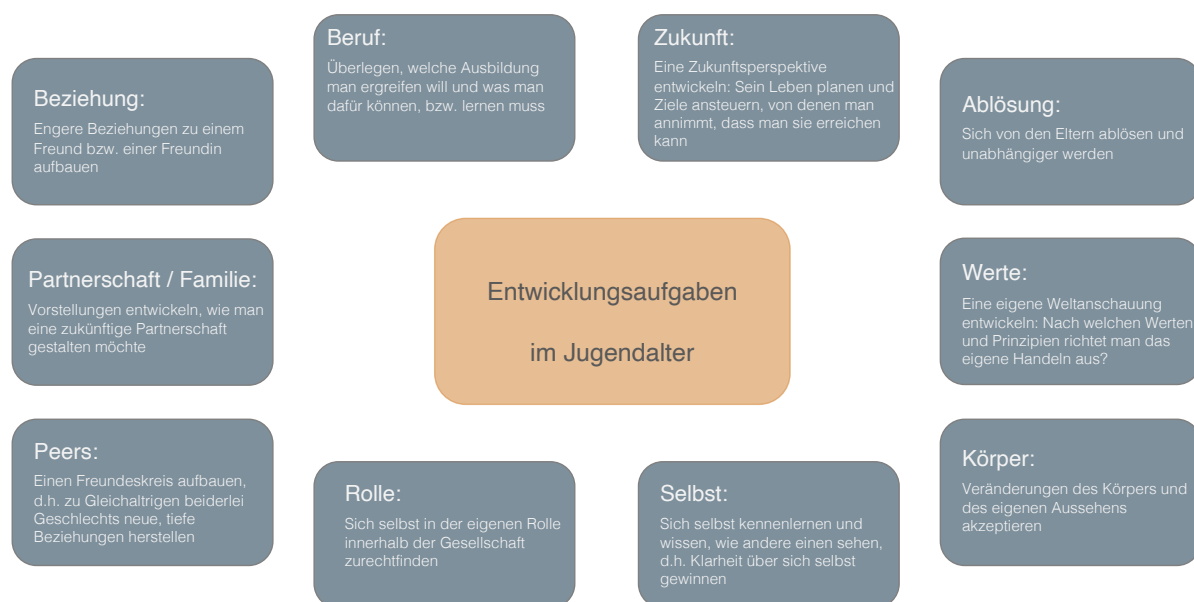 Beruf:
Überlegen, welche Ausbildung
man ergreifen will und was man
dafür können, bzw. lernen muss
Zukunft:
Eine Zukunftsperspektive
entwickeln: Sein Leben planen und
Ziele ansteuern, von denen man
annimmt, dass man sie erreichen
kann
Beziehung:
Engere Beziehungen zu einem
Freund bzw. einer Freundin
aufbauen
Ablösung:
Sich von den Eltern ablösen und
unabhängiger werden
Partnerschaft / Familie:
Vorstellungen entwickeln, wie man
eine zukünftige Partnerschaft
gestalten möchte
Entwicklungsaufgaben
im Jugendalter
Werte:
Eine eigene Weltanschauung
entwickeln: Nach welchen Werten
und Prinzipien richtet man das
eigene Handeln aus?
Peers:
Einen Freundeskreis aufbauen,
d.h. zu Gleichaltrigen beiderlei
Geschlechts neue, tiefe
Beziehungen herstellen
Rolle:
Sich selbst in der eigenen Rolle
innerhalb der Gesellschaft
zurechtfinden
Selbst:
Sich selbst kennenlernen und
wissen, wie andere einen sehen,
d.h. Klarheit über sich selbst
gewinnen
Körper:
Veränderungen des Körpers und
des eigenen Aussehens
akzeptieren